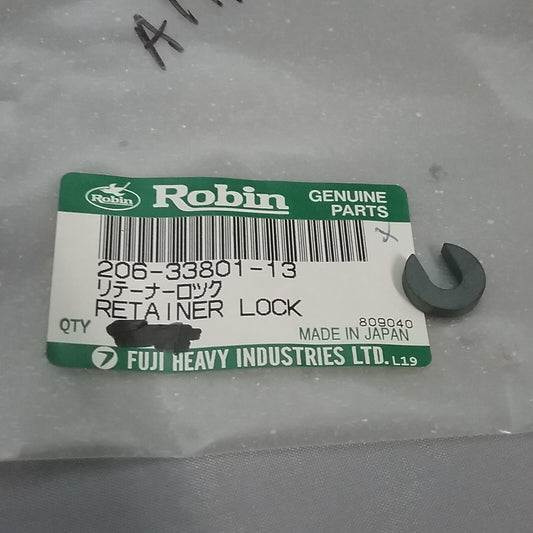 Robin
Robin
GENUINE
PARTS
206-33801-13
リテーナーロツク
RETAINER LOCK
QTY
809040
MADE IN JAPAN
FUJI HEAVY INDUSTRIES LTD.
L19